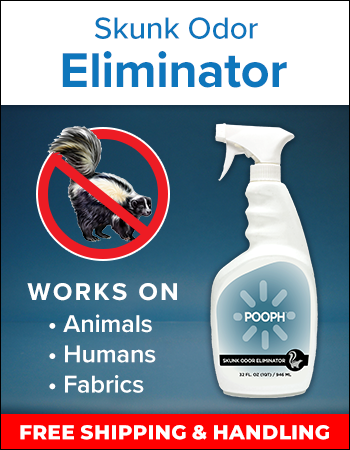 Skunk Odor
Eliminator
WORKS ON
• Animals
• Humans
• Fabrics
POOPH
SKUNK ODOR ELIMINATOR
32 FL. OZ (1QT) / 946 ML
FREE SHIPPING & HANDLING